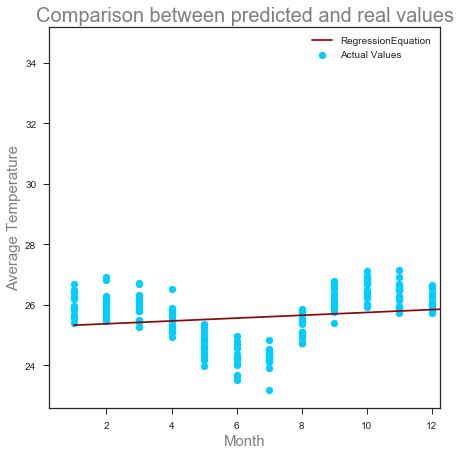 Comparison between predicted and real values
RegressionEquation
Actual Values
34
32
30
28
26
24
Average Temperature
2 4 6 8 10 12
Month